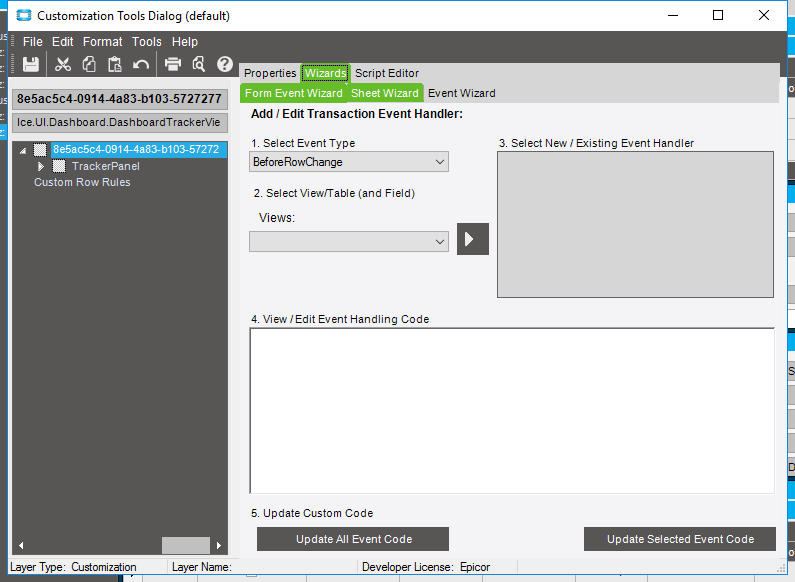 Customization Tools Dialog (default)
File Edit Format Tools Help
Properties Wizards Script Editor
Form Event Wizard Sheet Wizard Event Wizard
8e5ac5c4-0914-4a83-b103-5727277
Ice.UI.Dashboard.DashboardTrackerVie
8e5ac5c4-0914-4a83-b103-57272
TrackerPanel
Custom Row Rules
Add / Edit Transaction Event Handler:
1. Select Event Type
BeforeRowChange
2. Select View/Table (and Field)
Views:
3. Select New / Existing Event Handler
4. View / Edit Event Handling Code
5. Update Custom Code
Update All Event Code
Update Selected Event Code
Layer Type: Customization
Layer Name:
Developer License: Epicor